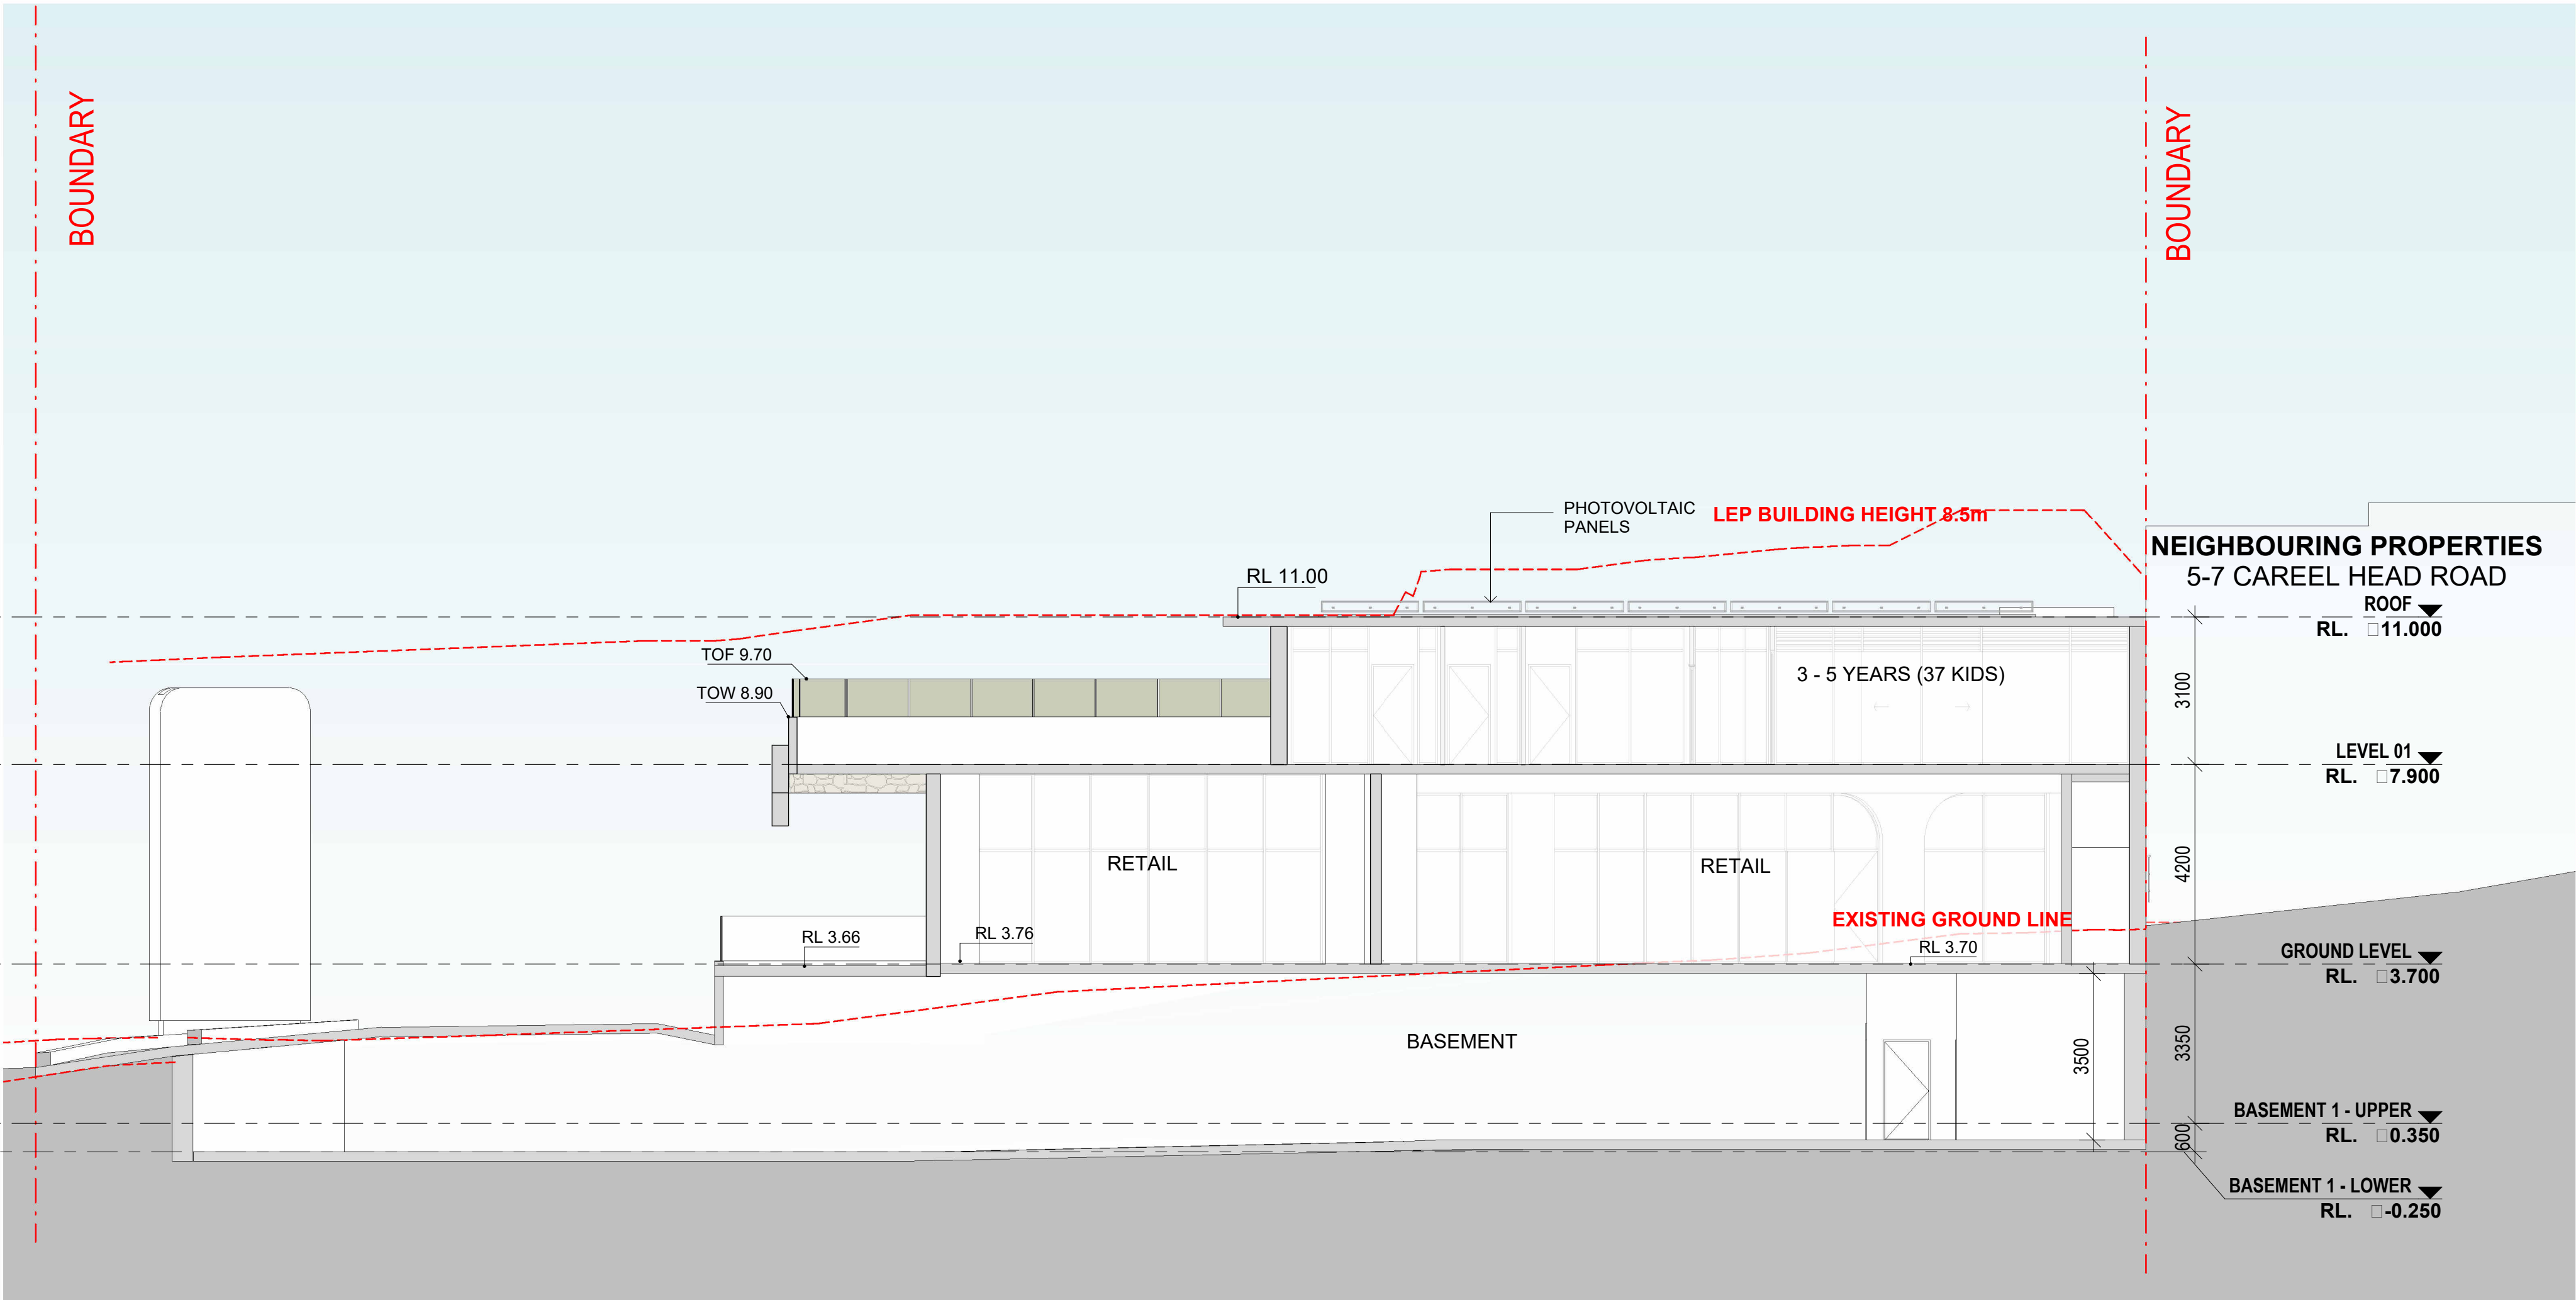 BOUNDARY
BOUNDARY
PHOTOVOLTAIC
PANELS
LEP BUILDING HEIGHT 8.5m
NEIGHBOURING PROPERTIES
5-7 CAREEL HEAD ROAD
RL 11.00
ROOF
RL. □11.000
TOF 9.70
TOW 8.90
3 - 5 YEARS (37 KIDS)
3100
LEVEL 01
RL. □7.900
RETAIL
RETAIL
4200
EXISTING GROUND LINE
RL 3.66
RL 3.76
RL 3.70
GROUND LEVEL
RL. □3.700
BASEMENT
3500
3350
BASEMENT 1 - UPPER
RL. □0.350
600
BASEMENT 1 - LOWER
RL. □-0.250